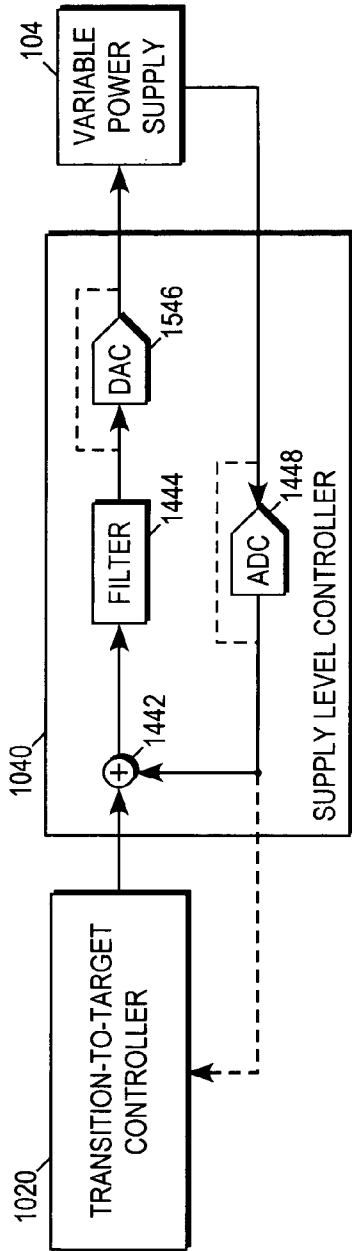 1020
TRANSITION-TO-TARGET
CONTROLLER
1040
+
1442
FILTER
1444
DAC
1546
ADC
1448
SUPPLY LEVEL CONTROLLER
104
VARIABLE
POWER
SUPPLY